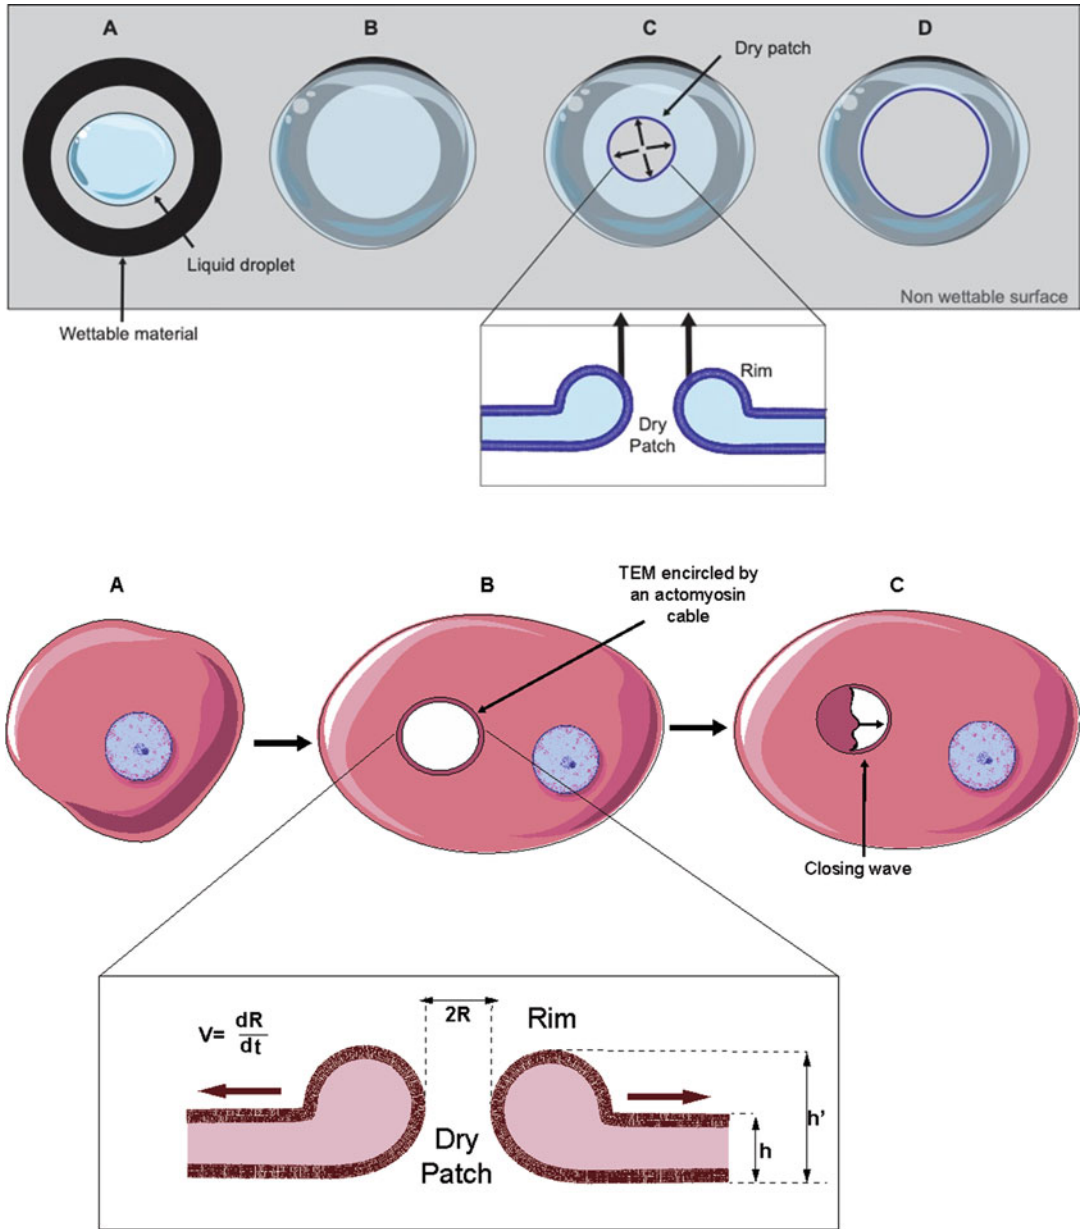 A
B
C
D
Dry patch
Liquid droplet
Wettable material
Non wettable surface
Rim
Dry
Patch
A
B
TEM encircled by
an actomyosin
cable
C
Closing wave
V= dR
dt
2R
Rim
Dry
Patch
h
h'